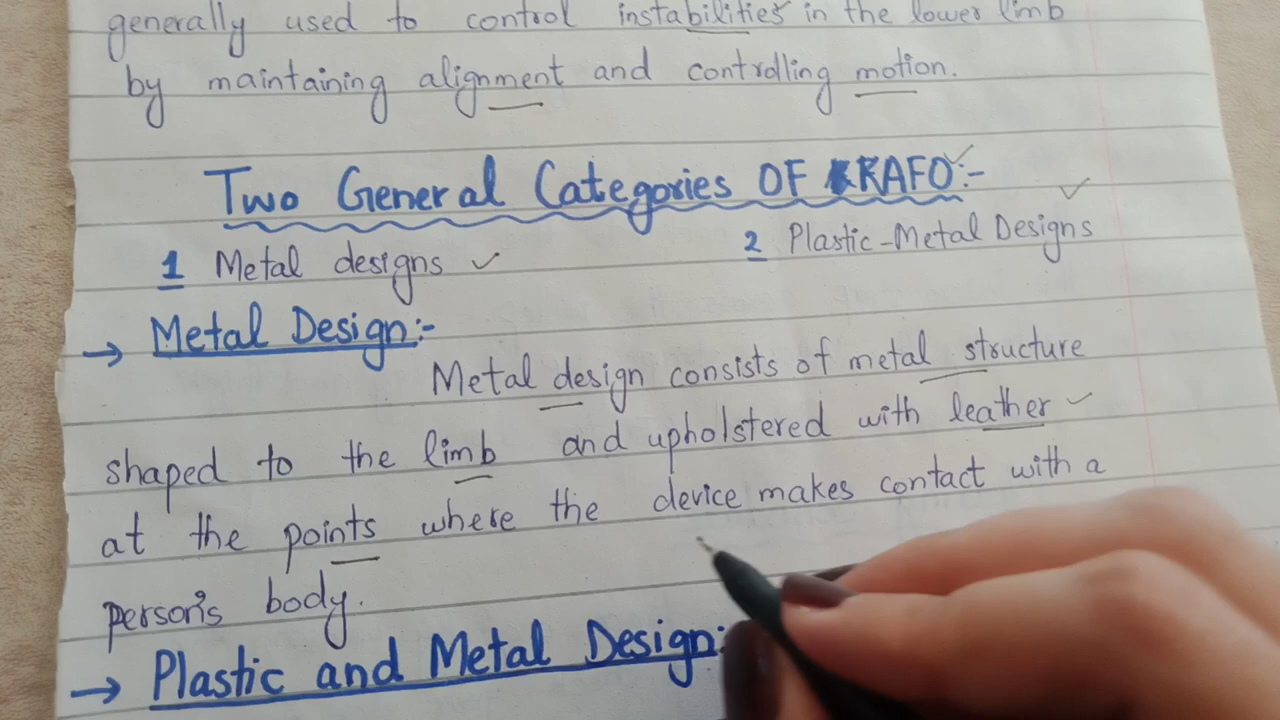 generally used to control instabilities in the lower limb
by maintaining alignment and controlling motion.
Two General Categories OF KRAFO:-
1 Metal designs
2 Plastic-Metal Designs
→ Metal Design:-
Metal design consists of metal structure
shaped to the limb and upholstered with leather
at the points where the device makes contact with a
person's body.
→ Plastic and Metal Design: